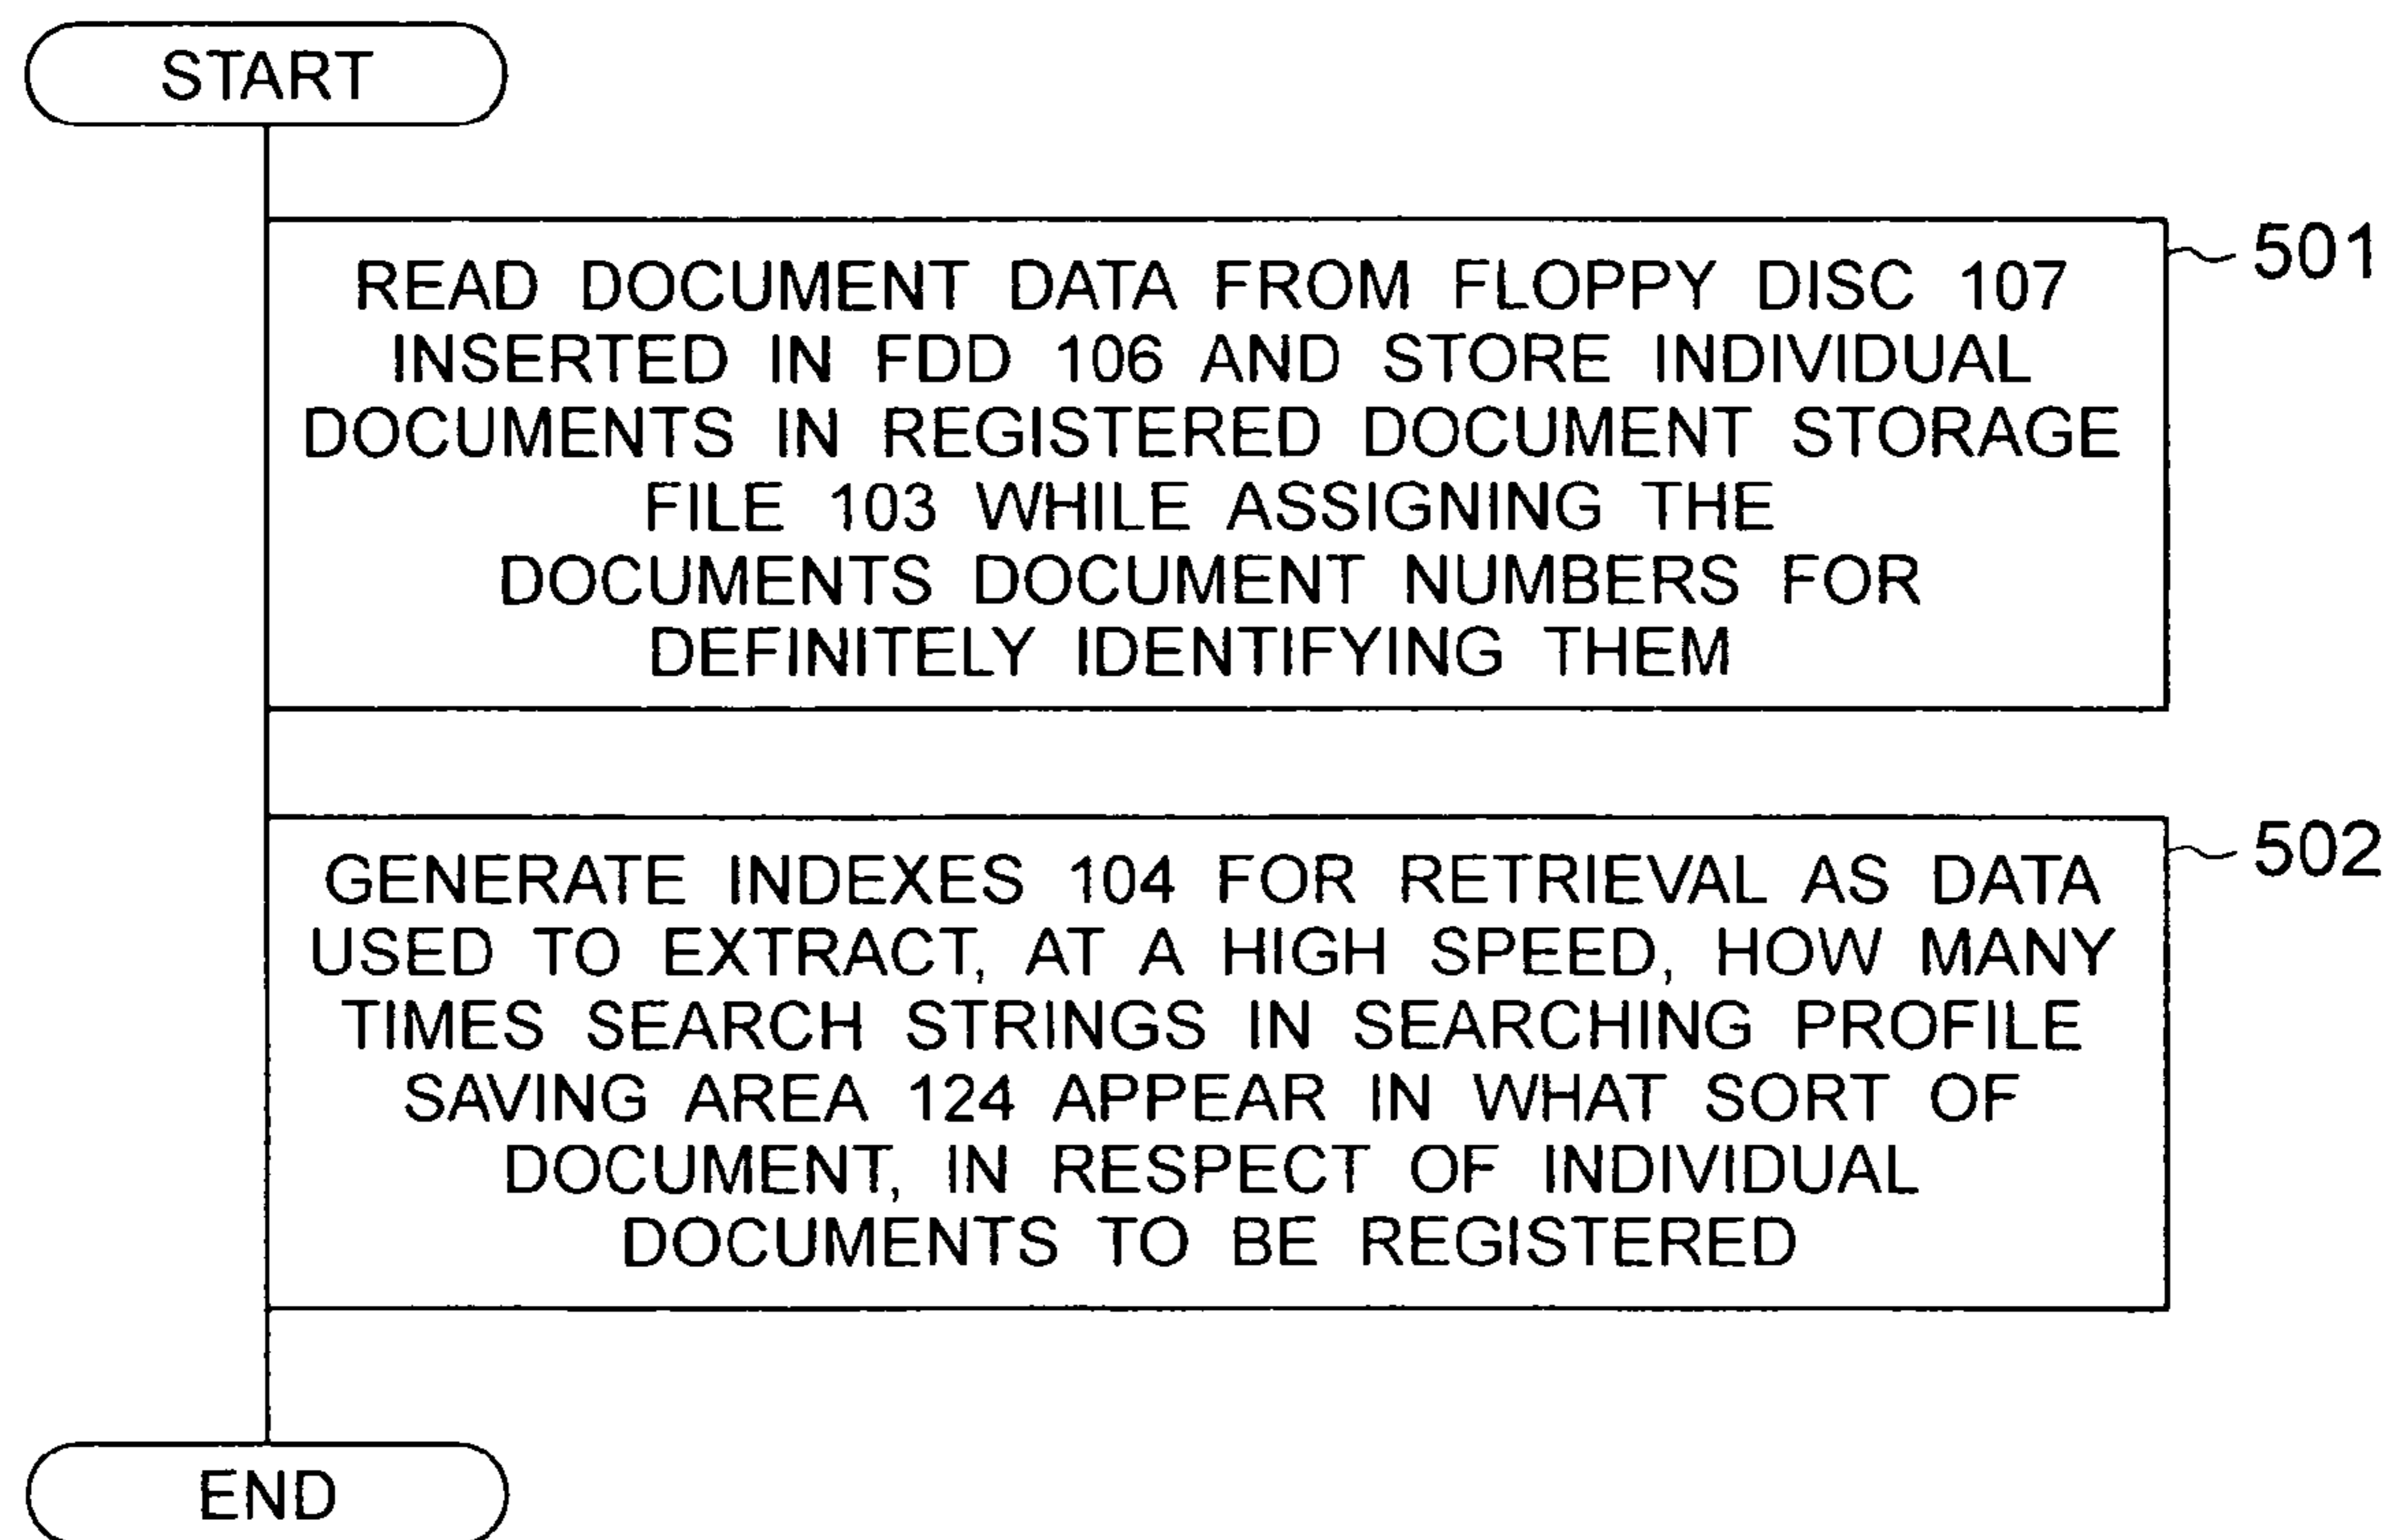 START
READ DOCUMENT DATA FROM FLOPPY DISC 107
INSERTED IN FDD 106 AND STORE INDIVIDUAL
DOCUMENTS IN REGISTERED DOCUMENT STORAGE
FILE 103 WHILE ASSIGNING THE
DOCUMENTS DOCUMENT NUMBERS FOR
DEFINITELY IDENTIFYING THEM
501
GENERATE INDEXES 104 FOR RETRIEVAL AS DATA
USED TO EXTRACT, AT A HIGH SPEED, HOW MANY
TIMES SEARCH STRINGS IN SEARCHING PROFILE
SAVING AREA 124 APPEAR IN WHAT SORT OF
DOCUMENT, IN RESPECT OF INDIVIDUAL
DOCUMENTS TO BE REGISTERED
502
END